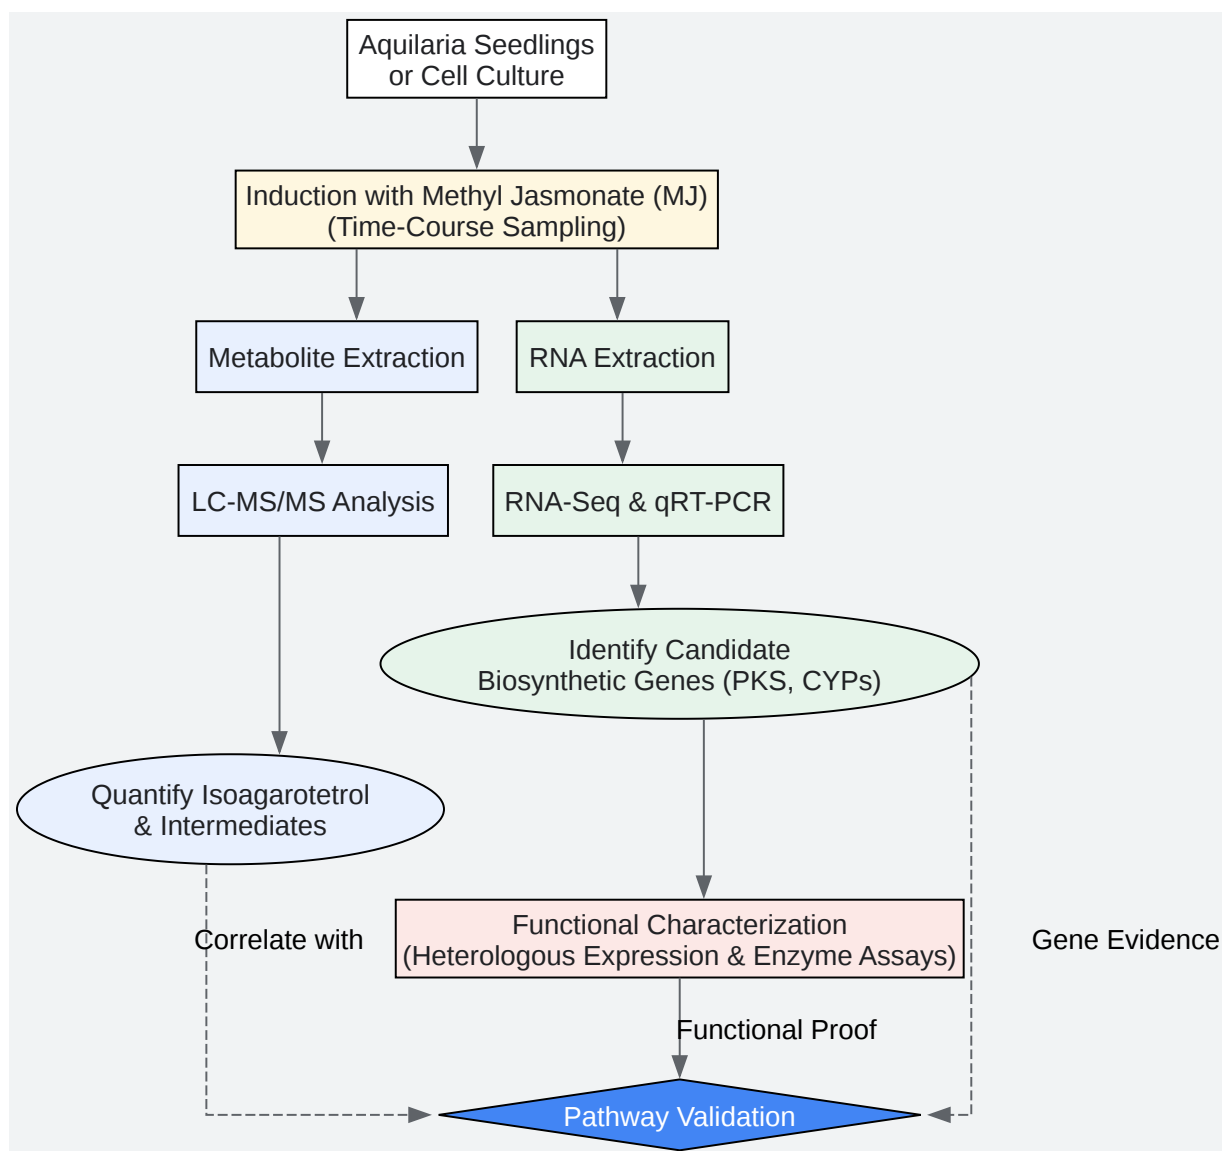 Aquilaria Seedlings
or Cell Culture
Induction with Methyl Jasmonate (MJ)
(Time-Course Sampling)
Metabolite Extraction
RNA Extraction
LC-MS/MS Analysis
RNA-Seq & qRT-PCR
Identify Candidate
Biosynthetic Genes (PKS, CYPs)
Quantify Isoagarotetrol
& Intermediates
Functional Characterization
(Heterologous Expression & Enzyme Assays)
Correlate with
Gene Evidence
Functional Proof
Pathway Validation